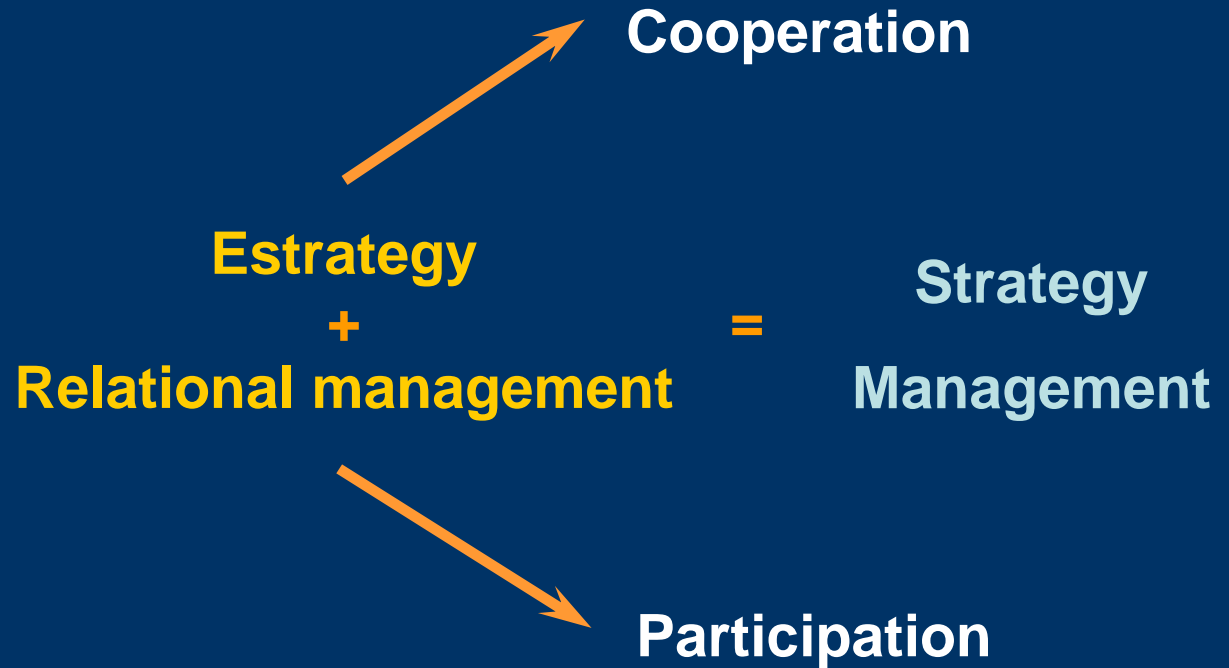 Cooperation
Estrategy
+
Relational management
=
Strategy
Management
Participation